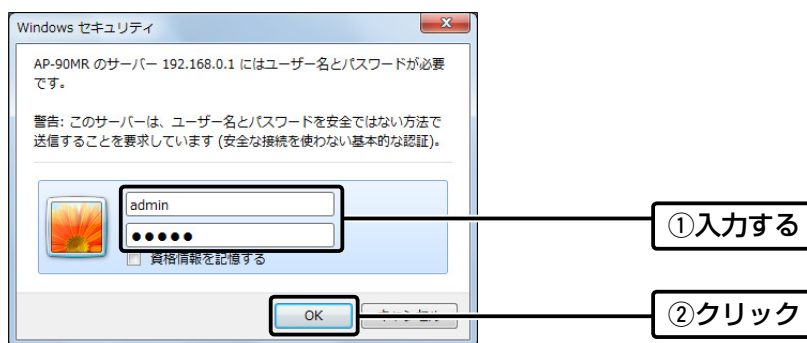 Windows セキュリティ
AP-90MR のサーバー 192.168.0.1 にはユーザー名とパスワードが必要
です。
警告: このサーバーは、ユーザー名とパスワードを安全ではない方法で
送信することを要求しています (安全な接続を使わない基本的な認証)。
admin
●●●●●
資格情報を記憶する
①入力する
OK
キャンセル
②クリック